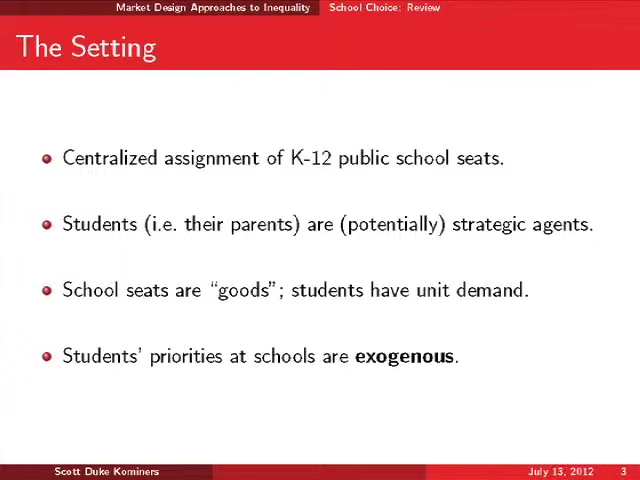 Market Design Approaches to Inequality School Choice: Review
The Setting
Centralized assignment of K-12 public school seats.
Students (i.e. their parents) are (potentially) strategic agents.
School seats are “goods”; students have unit demand.
Students’ priorities at schools are exogenous.
Scott Duke Kominers July 13, 2012 3